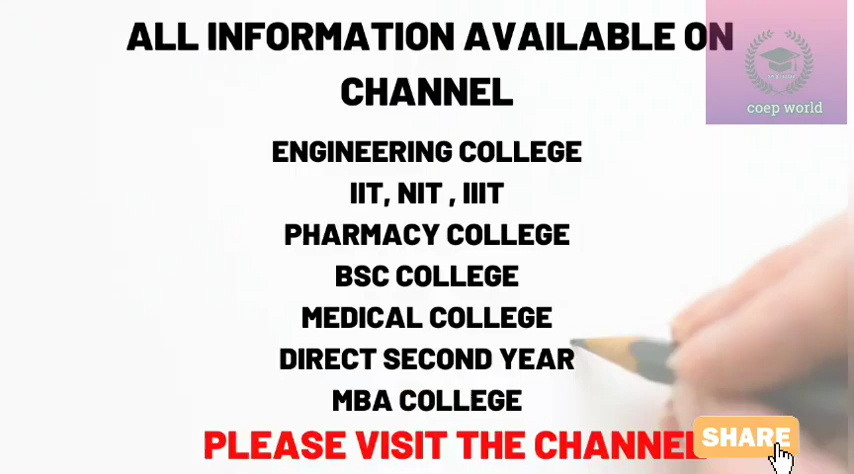 ALL INFORMATION AVAILABLE ON
CHANNEL
coep world
ENGINEERING COLLEGE
IIT, NIT , IIIT
PHARMACY COLLEGE
BSC COLLEGE
MEDICAL COLLEGE
DIRECT SECOND YEAR
MBA COLLEGE
PLEASE VISIT THE CHANNEL
SHARE